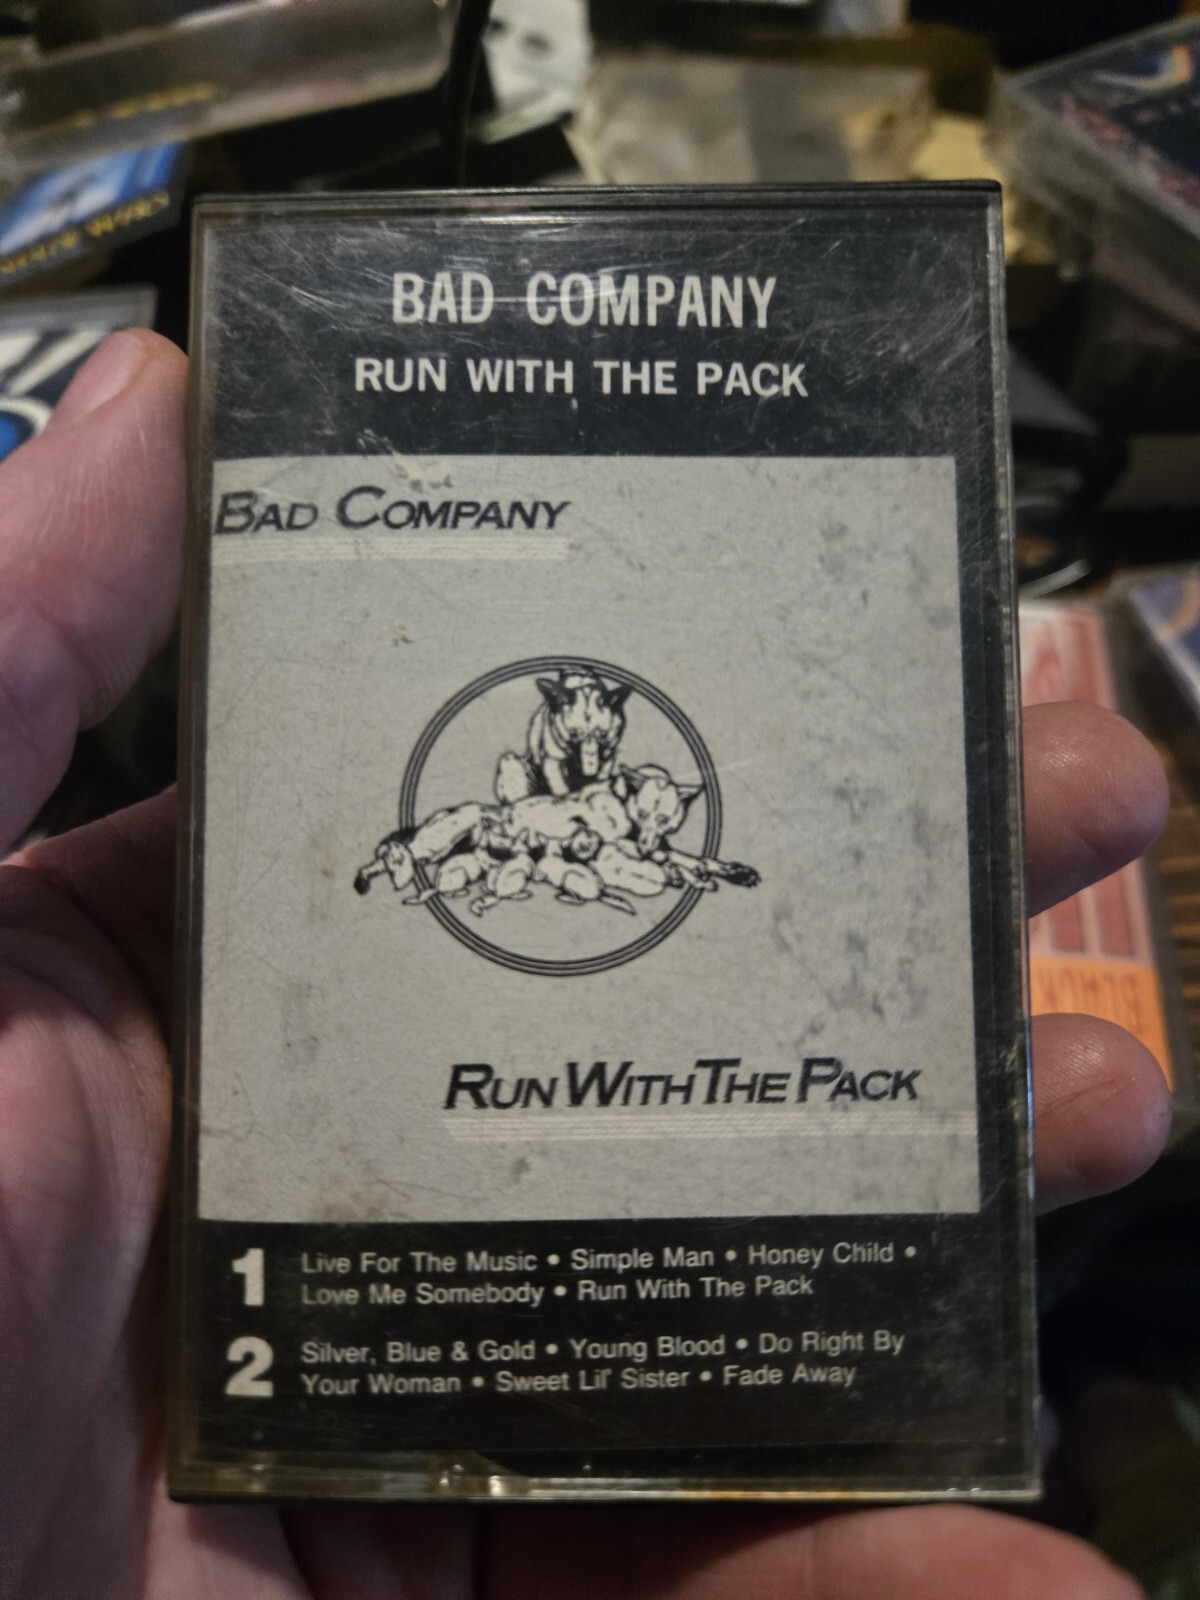 BAD COMPANY
RUN WITH THE PACK
BAD COMPANY
RUN WITH THE PACK
1 Live For The Music • Simple Man • Honey Child •
Love Me Somebody • Run With The Pack
2 Silver, Blue & Gold • Young Blood • Do Right By
Your Woman • Sweet Lil' Sister • Fade Away
BLACK